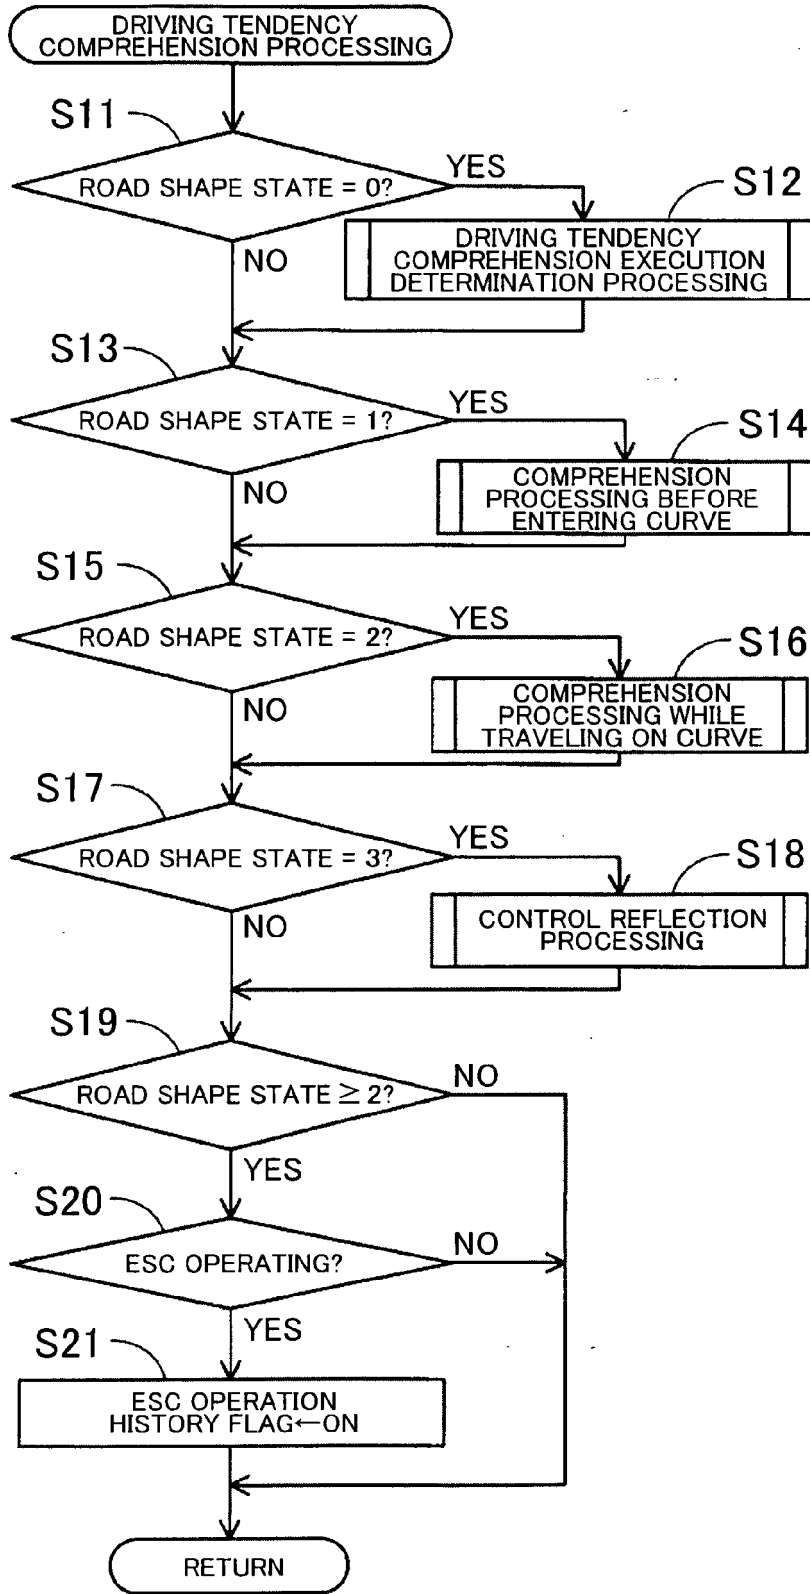 DRIVING TENDENCY
COMPREHENSION PROCESSING
S11
ROAD SHAPE STATE = 0?
YES
S12
DRIVING TENDENCY
COMPREHENSION EXECUTION
DETERMINATION PROCESSING
NO
S13
ROAD SHAPE STATE = 1?
YES
S14
COMPREHENSION
PROCESSING BEFORE
ENTERING CURVE
NO
S15
ROAD SHAPE STATE = 2?
YES
S16
COMPREHENSION
PROCESSING WHILE
TRAVELING ON CURVE
NO
S17
ROAD SHAPE STATE = 3?
YES
S18
CONTROL REFLECTION
PROCESSING
NO
S19
ROAD SHAPE STATE ≥ 2?
NO
YES
S20
ESC OPERATING?
NO
YES
S21
ESC OPERATION
HISTORY FLAG←ON
RETURN